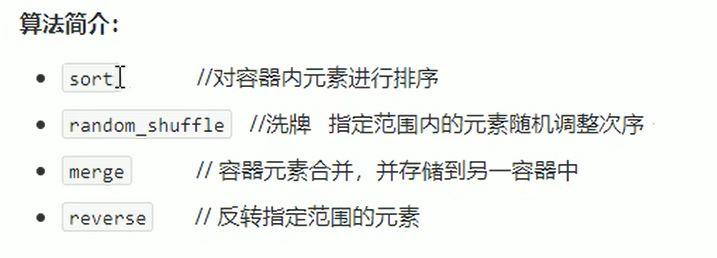 算法简介：
sort //对容器内元素进行排序
random_shuffle //洗牌 指定范围内的元素随机调整次序
merge // 容器元素合并，并存储到另一容器中
reverse // 反转指定范围的元素